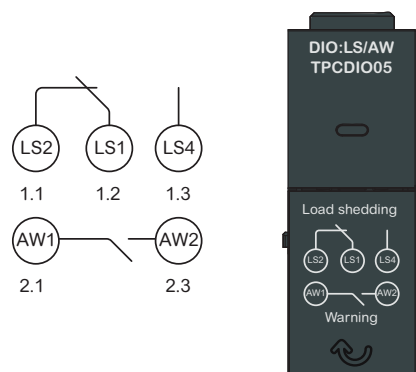 DIO:LS/AW
TPCDIO05
LS2 LS1 LS4
1.1 1.2 1.3
AW1 AW2
2.1 2.3
Load shedding
LS2 LS1 LS4
AW1 AW2
Warning